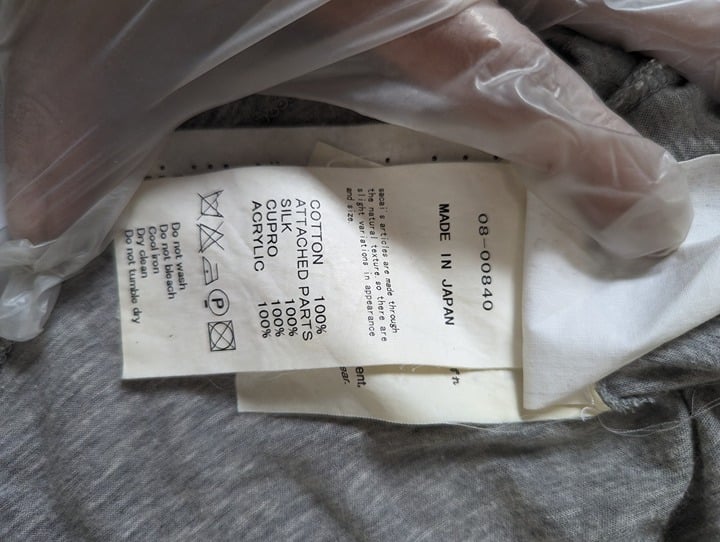 08-00840
MADE IN JAPAN
sacai's articles are made through
the natural texture so there are
slight variations in appearance
and size.
COTTON 100%
ATTACHED PARTS
SILK 100%
CUPRO 100%
ACRYLIC 100%
P
Do not wash
Do not bleach
Cool iron
Dry clean
Do not tumble dry